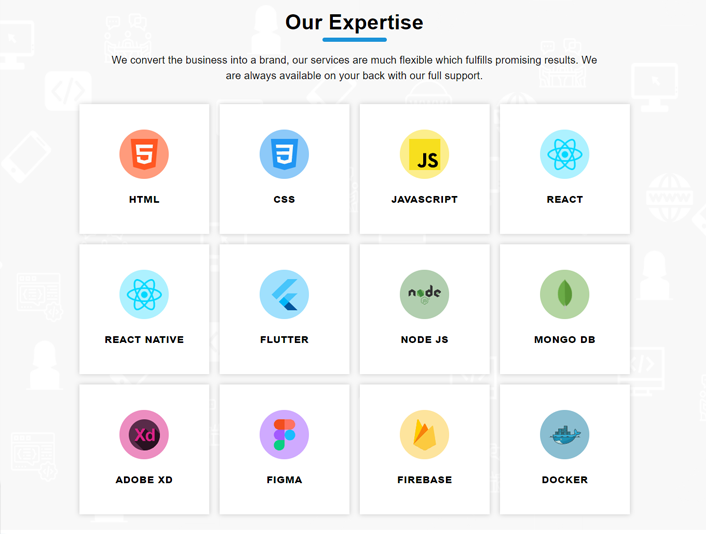 Our Expertise
We convert the business into a brand, our services are much flexible which fulfills promising results. We
are always available on your back with our full support.
HTML
CSS
JS
JAVASCRIPT
REACT
REACT NATIVE
FLUTTER
node
NODE JS
MONGO DB
Xd
ADOBE XD
FIGMA
FIREBASE
DOCKER
WWW